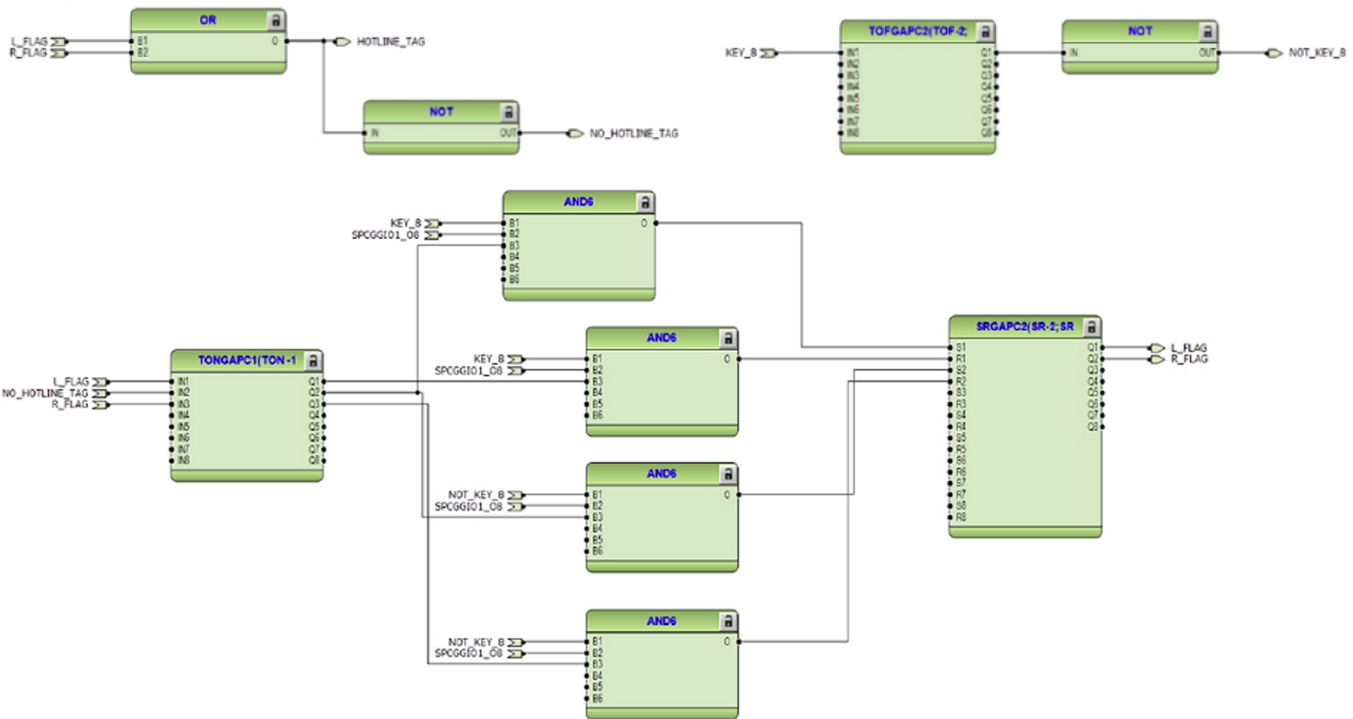 OR
L_FLAG B1 O HOTLINE_TAG
R_FLAG B2
NOT
IN OUT NO_HOTLINE_TAG
TOFGAPC2(TOF-2;
KEY_8 IN1 Q1
IN2 Q2
IN3 Q3
IN4 Q4
IN5 Q5
IN6 Q6
IN7 Q7
IN8 Q8
NOT
IN OUT NOT_KEY_8
AND6
KEY_8 B1 O
SPCGGIO1_O8 B2
B3
B4
B5
B6
TONGAPC1(TON -1
L_FLAG IN1 Q1
NO_HOTLINE_TAG IN2 Q2
R_FLAG IN3 Q3
IN4 Q4
IN5 Q5
IN6 Q6
IN7 Q7
IN8 Q8
AND6
KEY_8 B1 O
SPCGGIO1_O8 B2
B3
B4
B5
B6
AND6
NOT_KEY_8 B1 O
SPCGGIO1_O8 B2
B3
B4
B5
B6
AND6
NOT_KEY_8 B1 O
SPCGGIO1_O8 B2
B3
B4
B5
B6
SRGAPC2(SR-2;SR
S1 Q1 L_FLAG
R1 Q2 R_FLAG
S2 Q3
R2 Q4
S3 Q5
R3 Q6
S4 Q7
R4 Q8
S5
R5
S6
R6
S7
R7
S8
R8